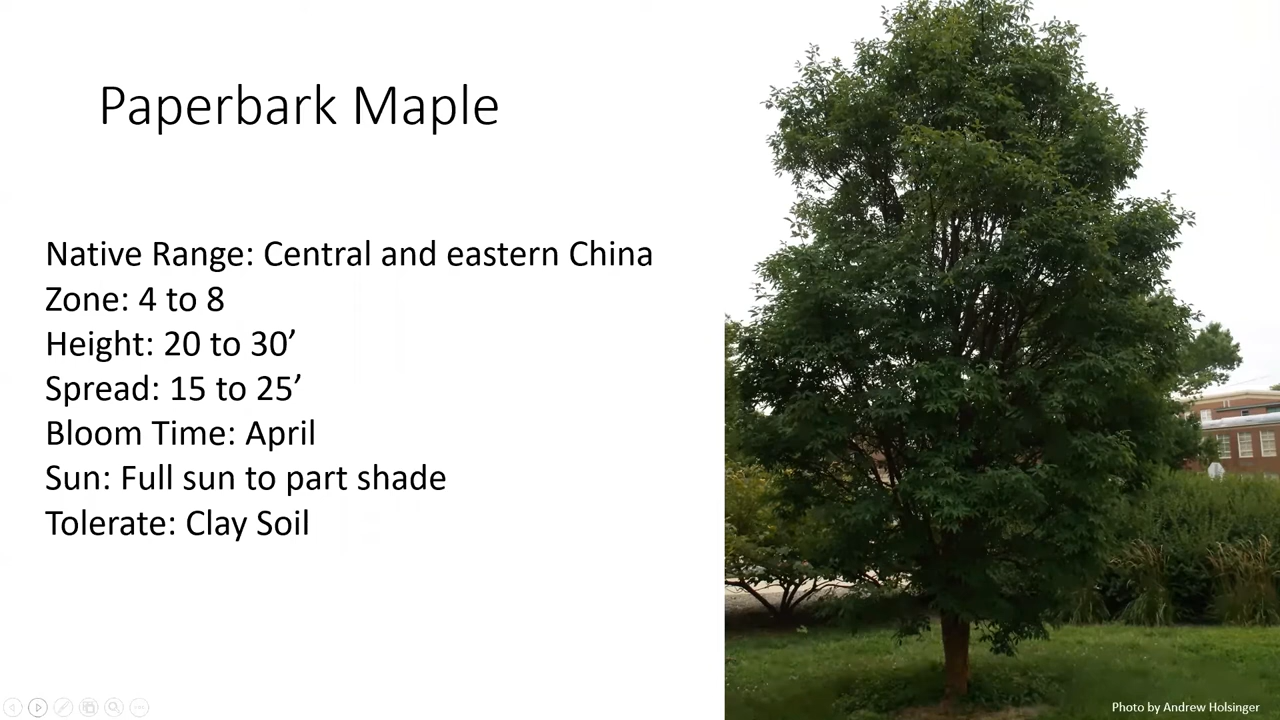 Paperbark Maple
Native Range: Central and eastern China
Zone: 4 to 8
Height: 20 to 30’
Spread: 15 to 25’
Bloom Time: April
Sun: Full sun to part shade
Tolerate: Clay Soil
Photo by Andrew Holsinger